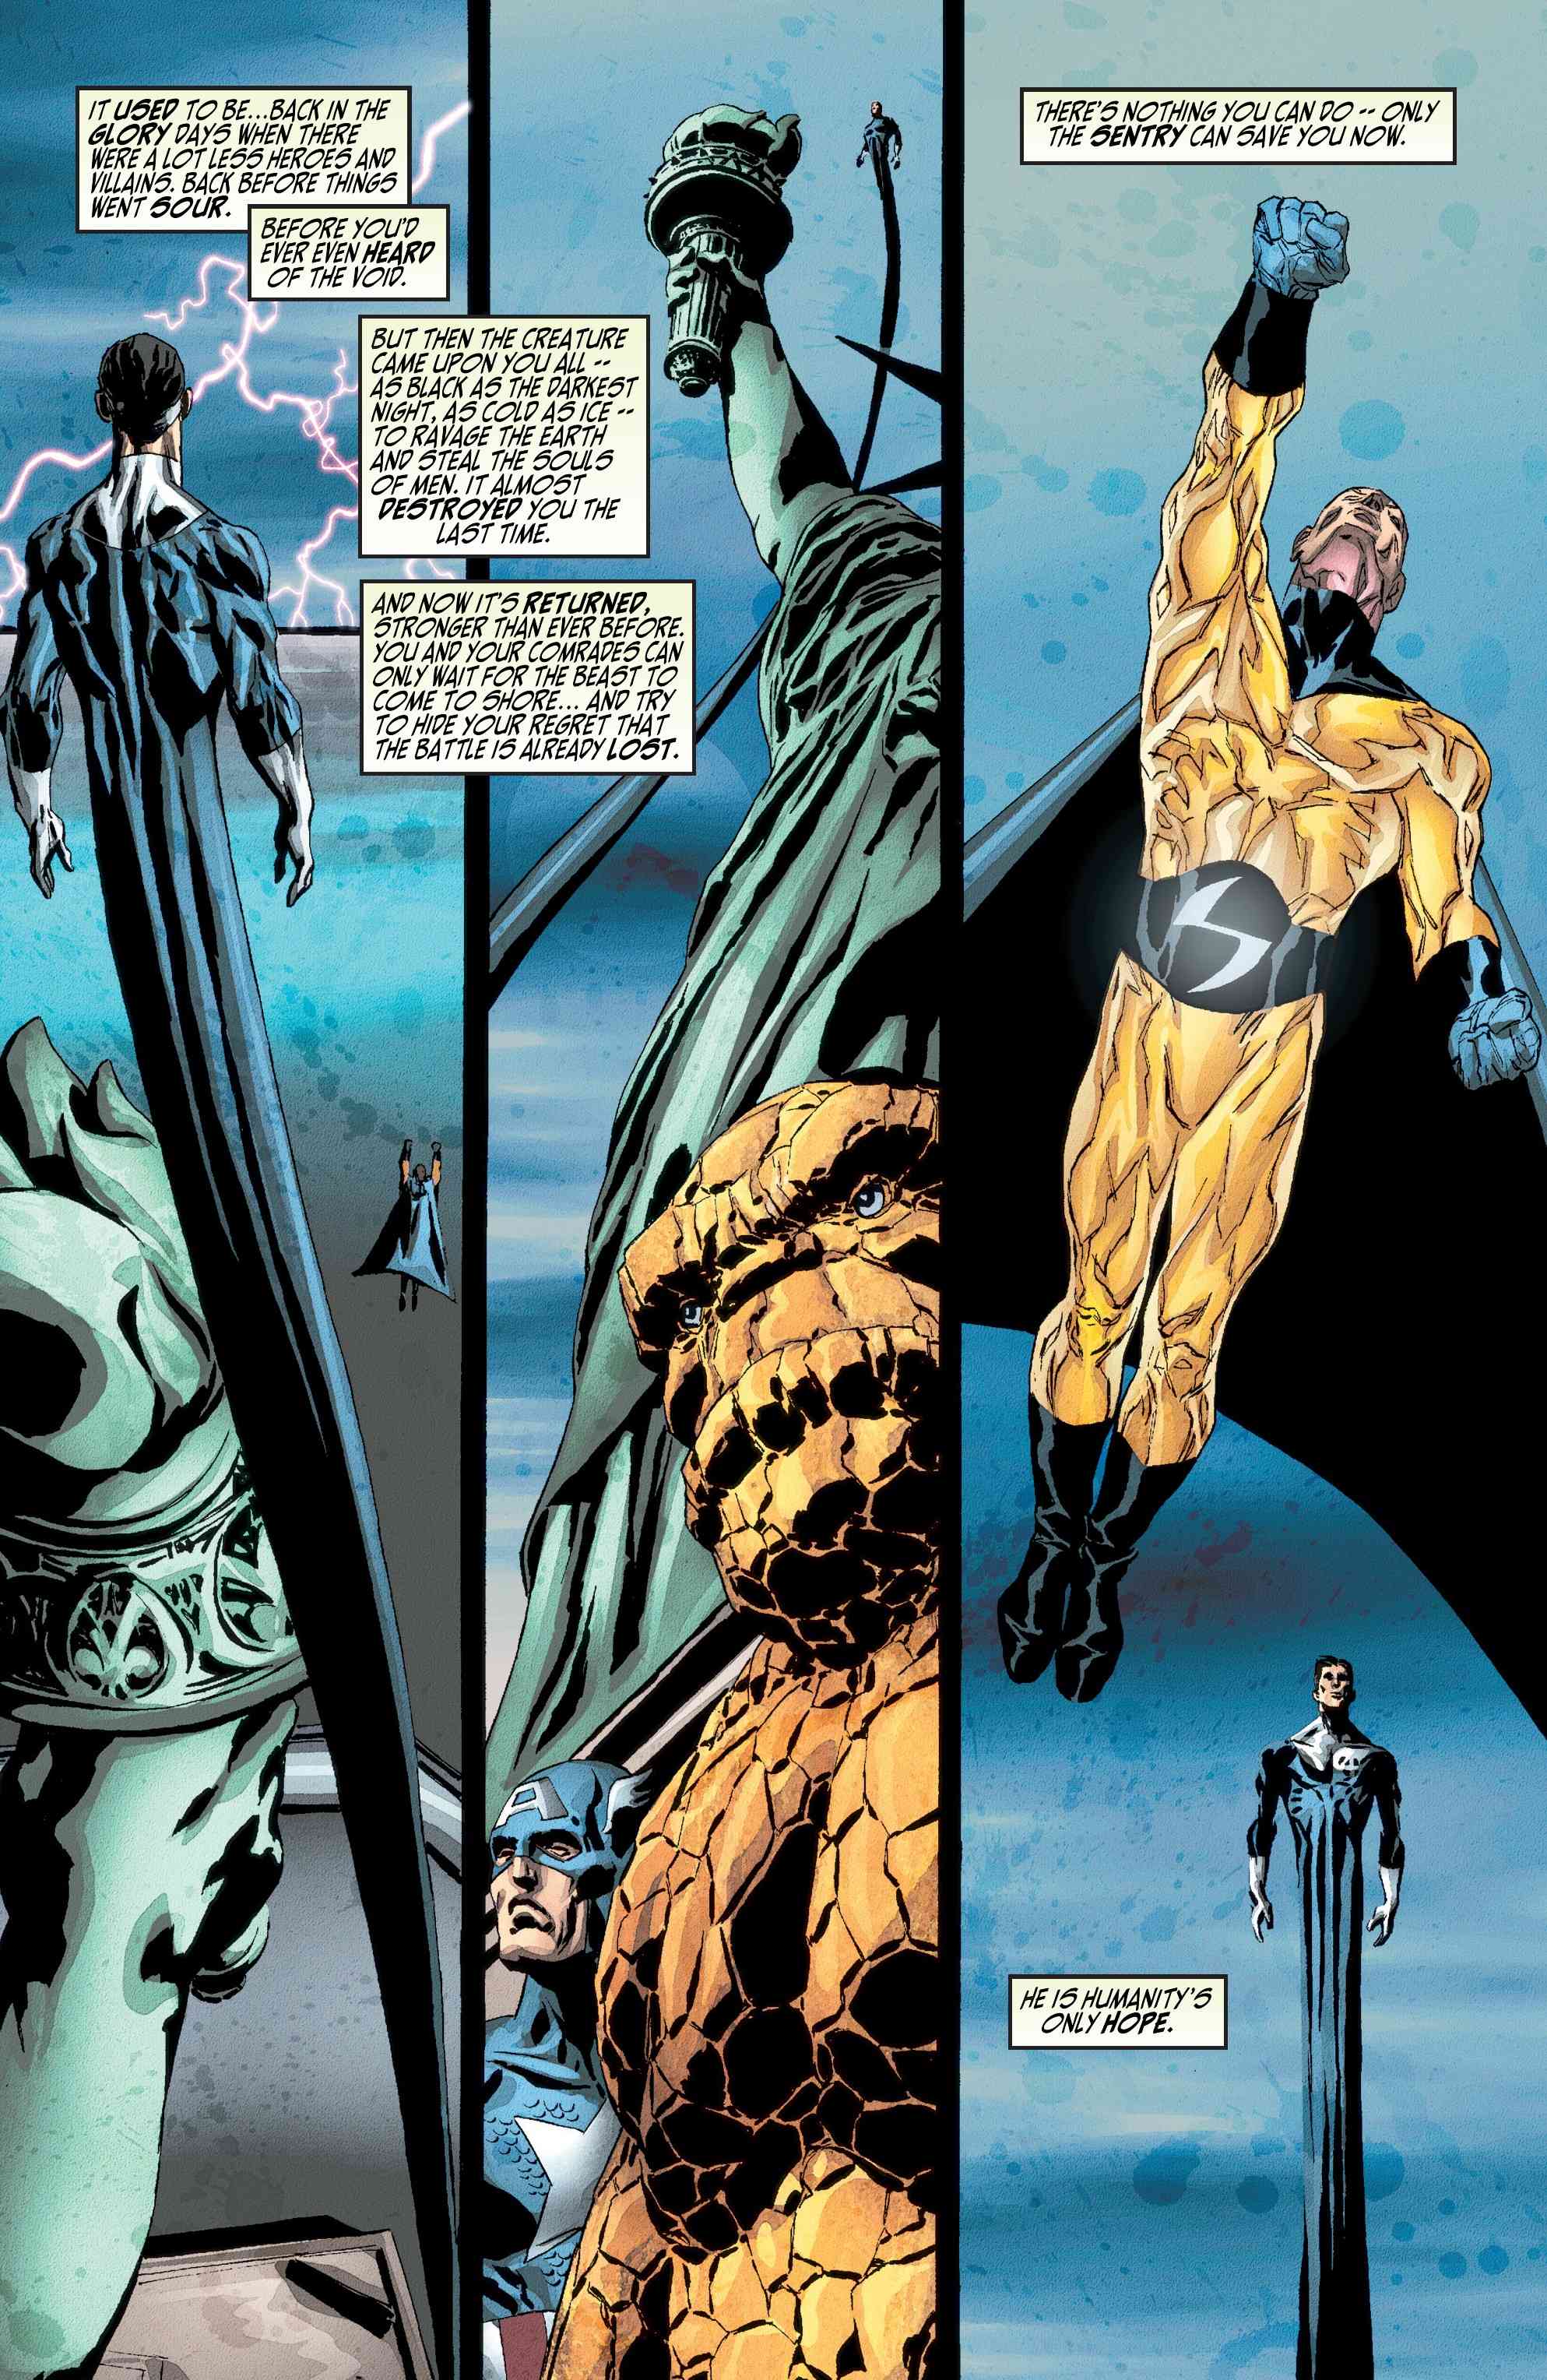 IT USED TO BE...BACK IN THE
GLORY DAYS WHEN THERE
WERE A LOT LESS HEROES AND
VILLAINS. BACK BEFORE THINGS
WENT SOUR.
BEFORE YOU'D
EVER EVEN HEARD
OF THE VOID.
BUT THEN THE CREATURE
CAME UPON YOU ALL --
AS BLACK AS THE DARKEST
NIGHT, AS COLD AS ICE --
TO RAVAGE THE EARTH
AND STEAL THE SOULS
OF MEN. IT ALMOST
DESTROYED YOU THE
LAST TIME.
AND NOW IT'S RETURNED,
STRONGER THAN EVER BEFORE.
YOU AND YOUR COMRADES CAN
ONLY WAIT FOR THE BEAST TO
COME TO SHORE... AND TRY
TO HIDE YOUR REGRET THAT
THE BATTLE IS ALREADY LOST.
A
THERE'S NOTHING YOU CAN DO -- ONLY
THE SENTRY CAN SAVE YOU NOW.
S
4
HE IS HUMANITY'S
ONLY HOPE.